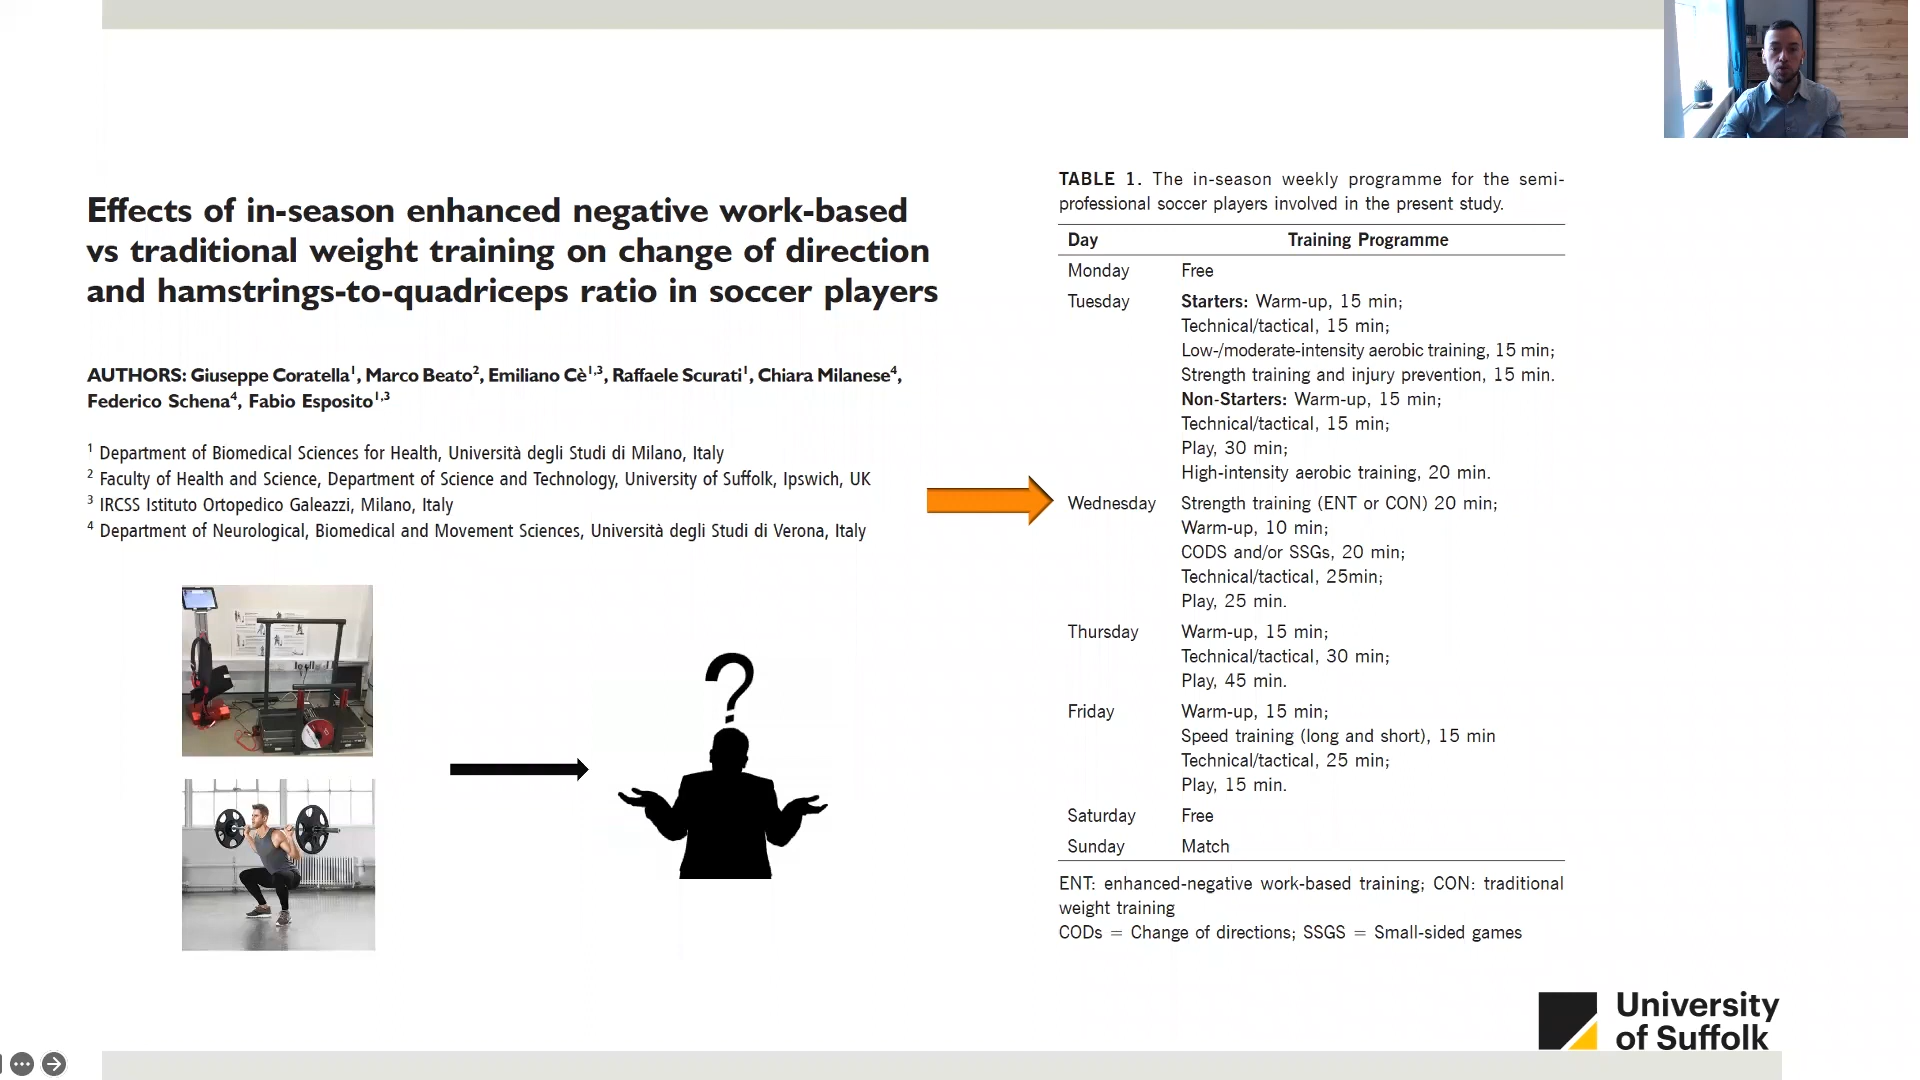 Effects of in-season enhanced negative work-based
vs traditional weight training on change of direction
and hamstrings-to-quadriceps ratio in soccer players
AUTHORS: Giuseppe Coratella¹, Marco Beato², Emiliano Cè¹,³, Raffaele Scurati¹, Chiara Milanese⁴,
Federico Schena⁴, Fabio Esposito¹,³
¹ Department of Biomedical Sciences for Health, Università degli Studi di Milano, Italy
² Faculty of Health and Science, Department of Science and Technology, University of Suffolk, Ipswich, UK
³ IRCSS Istituto Ortopedico Galeazzi, Milano, Italy
⁴ Department of Neurological, Biomedical and Movement Sciences, Università degli Studi di Verona, Italy
?
TABLE 1. The in-season weekly programme for the semi-
professional soccer players involved in the present study.
Day Training Programme
Monday Free
Tuesday Starters: Warm-up, 15 min;
Technical/tactical, 15 min;
Low-/moderate-intensity aerobic training, 15 min;
Strength training and injury prevention, 15 min.
Non-Starters: Warm-up, 15 min;
Technical/tactical, 15 min;
Play, 30 min;
High-intensity aerobic training, 20 min.
Wednesday Strength training (ENT or CON) 20 min;
Warm-up, 10 min;
CODS and/or SSGs, 20 min;
Technical/tactical, 25min;
Play, 25 min.
Thursday Warm-up, 15 min;
Technical/tactical, 30 min;
Play, 45 min.
Friday Warm-up, 15 min;
Speed training (long and short), 15 min
Technical/tactical, 25 min;
Play, 15 min.
Saturday Free
Sunday Match
ENT: enhanced-negative work-based training; CON: traditional
weight training
CODs = Change of directions; SSGS = Small-sided games
University
of Suffolk